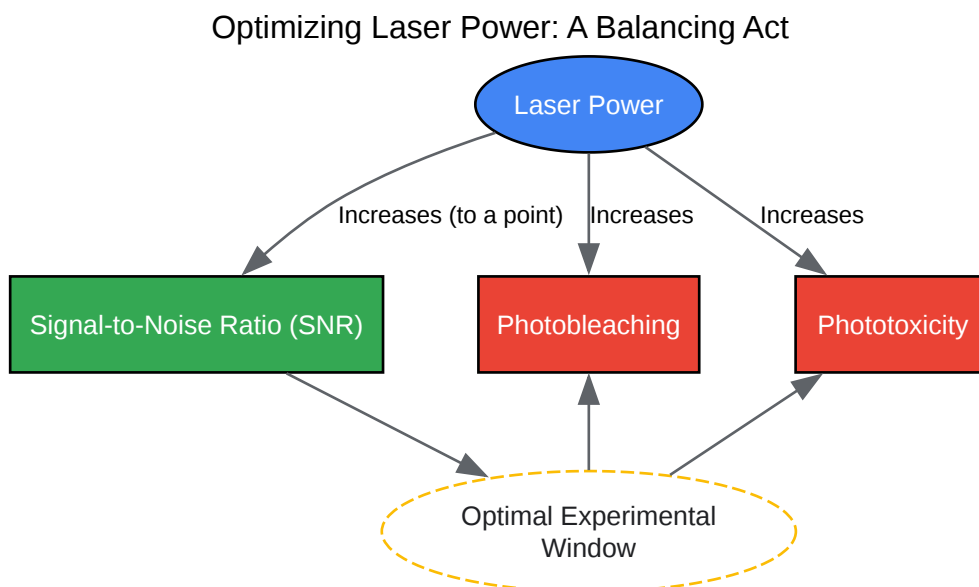 Optimizing Laser Power: A Balancing Act
Laser Power
Increases (to a point)
Increases
Increases
Signal-to-Noise Ratio (SNR)
Photobleaching
Phototoxicity
Optimal Experimental
Window